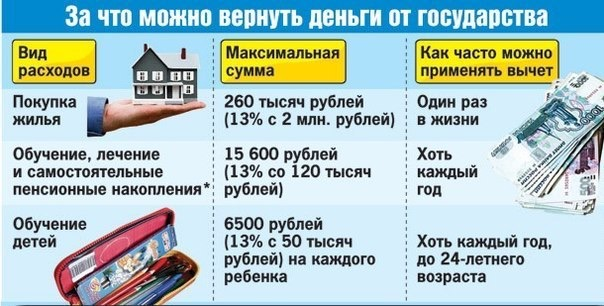 За что можно вернуть деньги от государства
Вид
расходов
Максимальная
сумма
Как часто можно
применять вычет
Покупка
жилья
260 тысяч рублей
(13% с 2 млн. рублей)
Один раз
в жизни
Обучение, лечение
и самостоятельные
пенсионные накопления*
15 600 рублей
(13% со 120 тысяч
рублей)
Хоть
каждый
год
Обучение
детей
6500 рублей
(13% с 50 тысяч
рублей) на каждого
ребенка
Хоть каждый год,
до 24-летнего
возраста